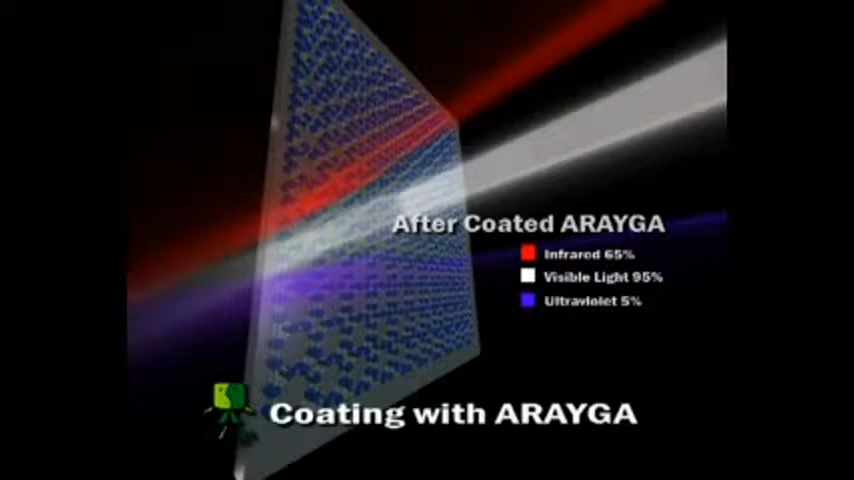 After Coated ARAYGA
Infrared 65%
Visible Light 95%
Ultraviolet 5%
Coating with ARAYGA